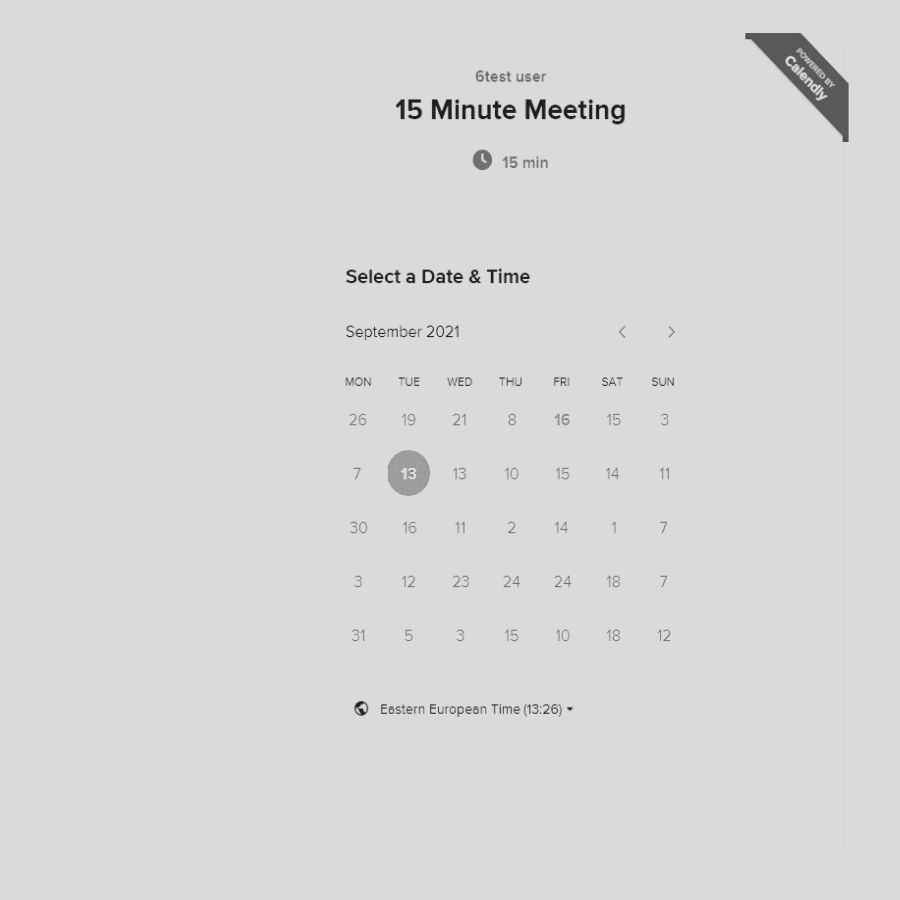 POWERED BY
Calendly
6test user
15 Minute Meeting
15 min
Select a Date & Time
September 2021
MON TUE WED THU FRI SAT SUN
26 19 21 8 16 15 3
7 13 13 10 15 14 11
30 16 11 2 14 1 7
3 12 23 24 24 18 7
31 5 3 15 10 18 12
Eastern European Time (13:26)